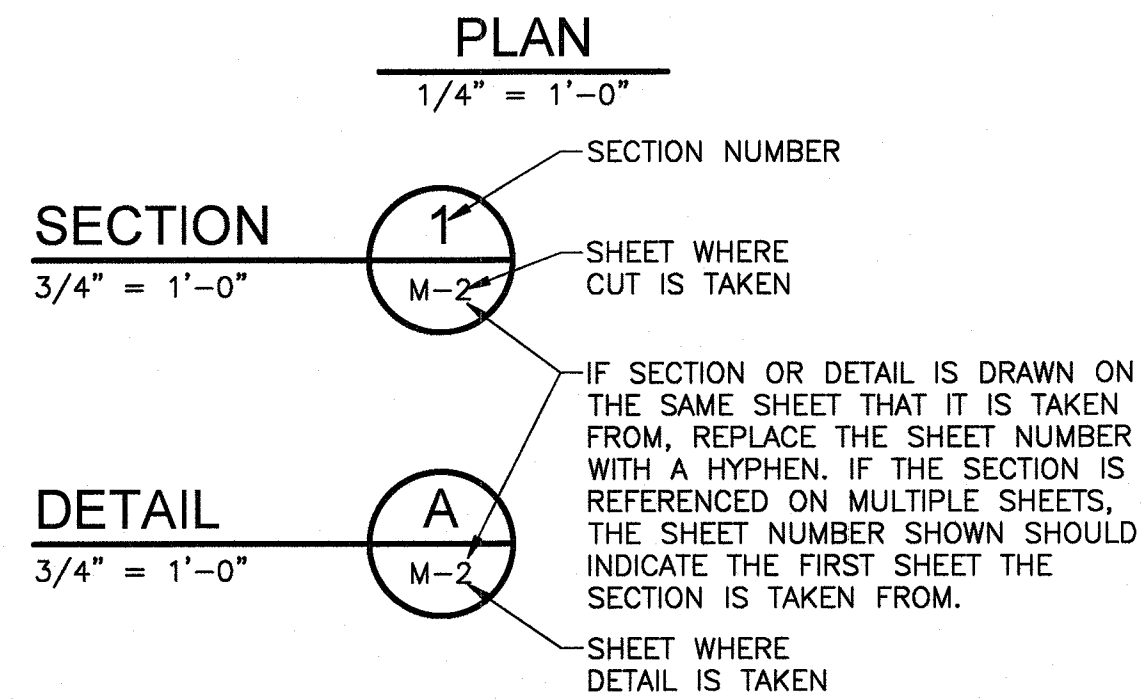 PLAN
1/4" = 1'-0"
SECTION NUMBER
SECTION
1
3/4" = 1'-0"
M-2
SHEET WHERE
CUT IS TAKEN
IF SECTION OR DETAIL IS DRAWN ON
THE SAME SHEET THAT IT IS TAKEN
FROM, REPLACE THE SHEET NUMBER
WITH A HYPHEN. IF THE SECTION IS
REFERENCED ON MULTIPLE SHEETS,
THE SHEET NUMBER SHOWN SHOULD
INDICATE THE FIRST SHEET THE
SECTION IS TAKEN FROM.
DETAIL
A
3/4" = 1'-0"
M-2
SHEET WHERE
DETAIL IS TAKEN